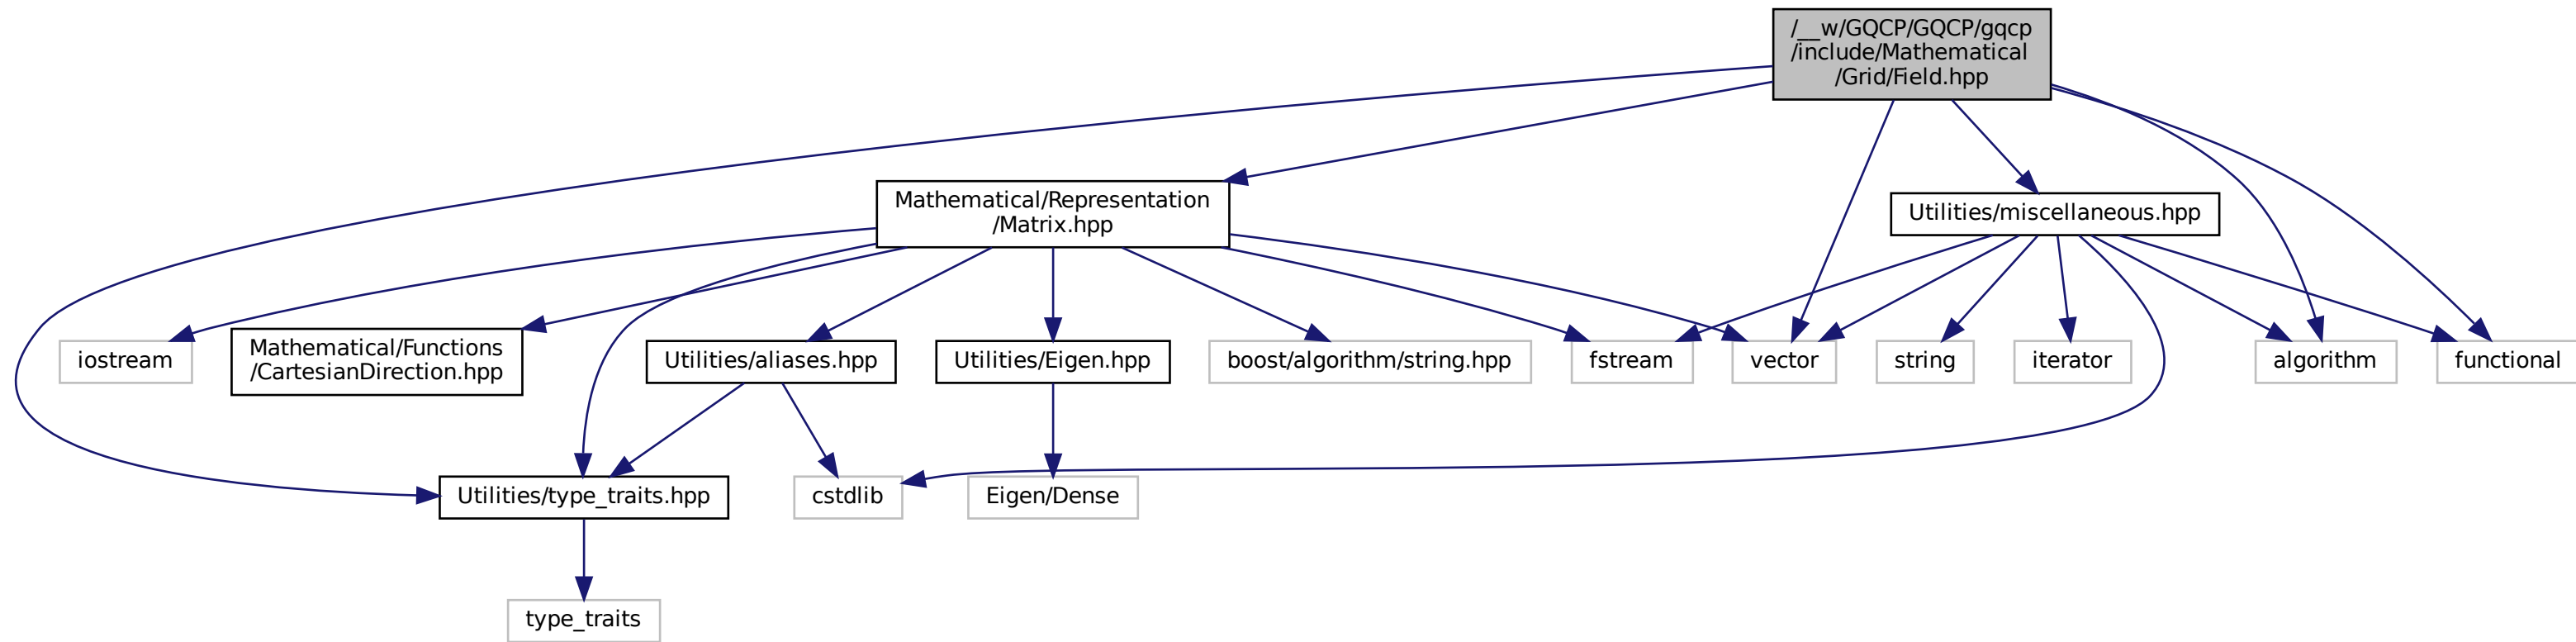 /__w/GQCP/GQCP/gqcp
/include/Mathematical
/Grid/Field.hpp
Mathematical/Representation
/Matrix.hpp
Utilities/miscellaneous.hpp
iostream
Mathematical/Functions
/CartesianDirection.hpp
Utilities/aliases.hpp
Utilities/Eigen.hpp
boost/algorithm/string.hpp
fstream
vector
string
iterator
algorithm
functional
Utilities/type_traits.hpp
cstdlib
Eigen/Dense
type_traits